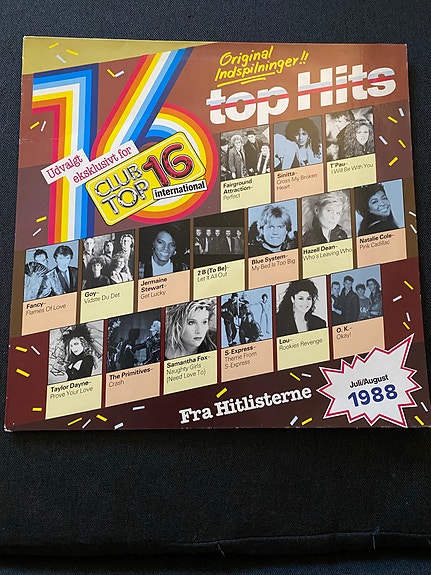 Original
Indspilninger!!
16
top Hits
Udvalgt
eksklusivt for
CLUB
TOP 16
international
Fairground
Attraction-
Perfect
Sinitta-
Cross My Broken
Heart
T'Pau-
I Will Be With You
Fancy-
Flames Of Love
Goy-
Vidste Du Det
Jermaine
Stewart-
Get Lucky
2 B (To Be)-
Let It All Out
Blue System-
My Bed Is Too Big
Hazell Dean-
Who's Leaving Who
Natalie Cole-
Pink Cadillac
Taylor Dayne-
Prove Your Love
The Primitives-
Crash
Samantha Fox-
Naughty Girls
(Need Love To)
S-Express-
Theme From
S-Express
Lou-
Rookies Revenge
O. K.-
Okay!
Fra Hitlisterne
Juli/August
1988